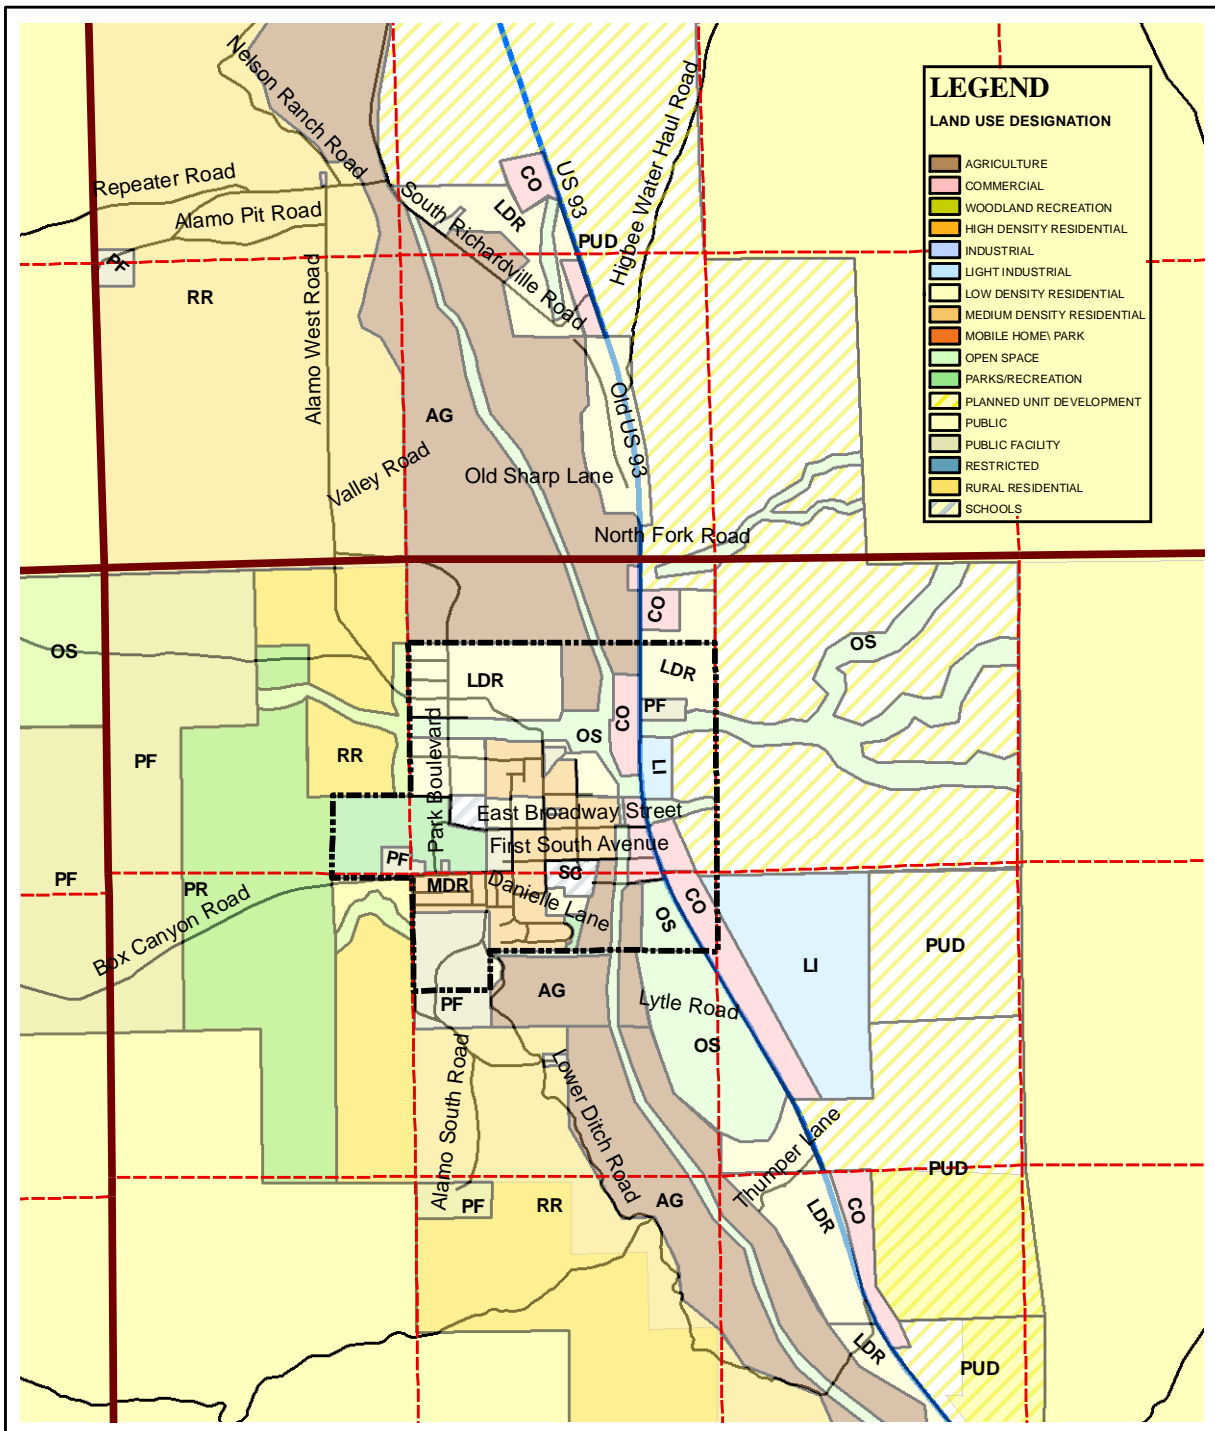 LEGEND
LAND USE DESIGNATION
AGRICULTURE
COMMERCIAL
WOODLAND RECREATION
HIGH DENSITY RESIDENTIAL
INDUSTRIAL
LIGHT INDUSTRIAL
LOW DENSITY RESIDENTIAL
MEDIUM DENSITY RESIDENTIAL
MOBILE HOME\ PARK
OPEN SPACE
PARKS/RECREATION
PLANNED UNIT DEVELOPMENT
PUBLIC
PUBLIC FACILITY
RESTRICTED
RURAL RESIDENTIAL
SCHOOLS
Nelson Ranch Road
Repeater Road
Alamo Pit Road
South Richardville Road
CO
US 93
LDR
PUD
Higbee Water Haul Road
PF
RR
Alamo West Road
AG
Old US 93
Valley Road
Old Sharp Lane
North Fork Road
CO
OS
OS
LDR
LDR
PF
CO
OS
PF
RR
LI
Park Boulevard
East Broadway Street
First South Avenue
PF
SC
PF
PR
MDR
Danielle Lane
CO
OS
Box Canyon Road
PUD
LI
AG
PF
Lytle Road
OS
Alamo South Road
Lower Ditch Road
Thumper Lane
PUD
PF
RR
AG
LDR
CO
LDR
PUD